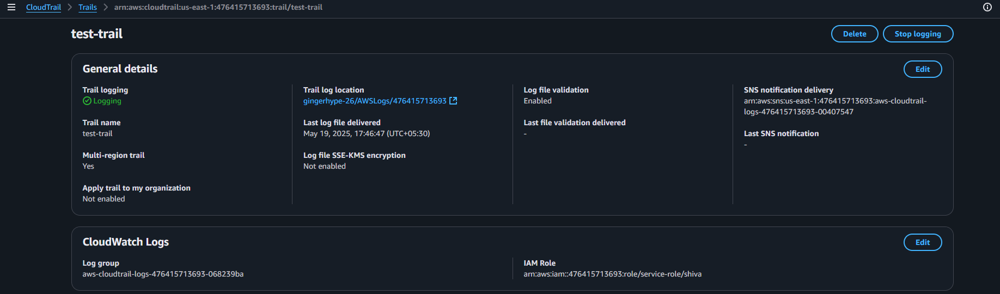 CloudTrail > Trails > arn:aws:cloudtrail:us-east-1:476415713693:trail/test-trail
test-trail
Delete
Stop logging
General details
Edit
Trail logging
Logging
Trail name
test-trail
Multi-region trail
Yes
Apply trail to my organization
Not enabled
Trail log location
gingerhype-26/AWSLogs/476415713693
Last log file delivered
May 19, 2025, 17:46:47 (UTC+05:30)
Log file SSE-KMS encryption
Not enabled
Log file validation
Enabled
Last file validation delivered
-
SNS notification delivery
arn:aws:sns:us-east-1:476415713693:aws-cloudtrail-
logs-476415713693-00407547
Last SNS notification
-
CloudWatch Logs
Edit
Log group
aws-cloudtrail-logs-476415713693-068239ba
IAM Role
arn:aws:iam::476415713693:role/service-role/shiva